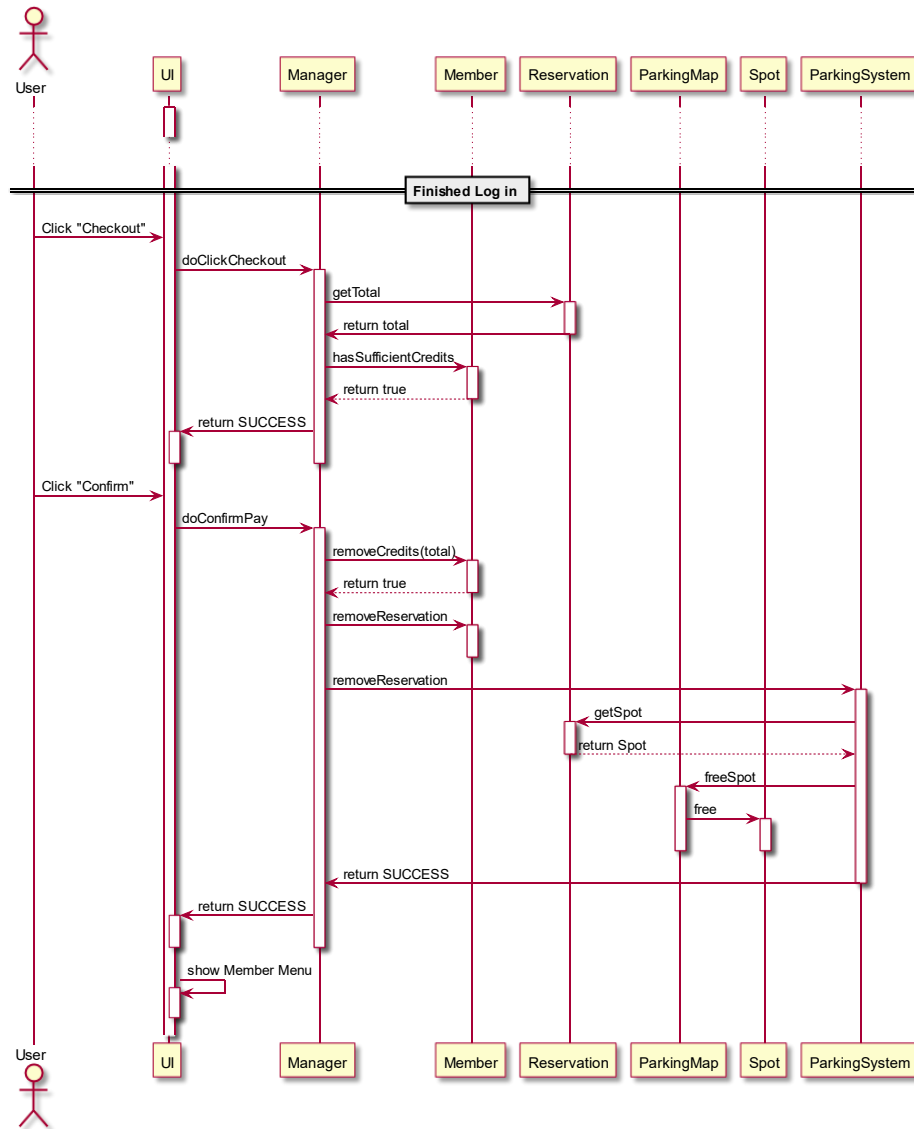 User
UI
Manager
Member
Reservation
ParkingMap
Spot
ParkingSystem
Finished Log in
Click "Checkout"
doClickCheckout
getTotal
return total
hasSufficientCredits
return true
return SUCCESS
Click "Confirm"
doConfirmPay
removeCredits(total)
return true
removeReservation
removeReservation
getSpot
return Spot
freeSpot
free
return SUCCESS
return SUCCESS
show Member Menu
User
UI
Manager
Member
Reservation
ParkingMap
Spot
ParkingSystem